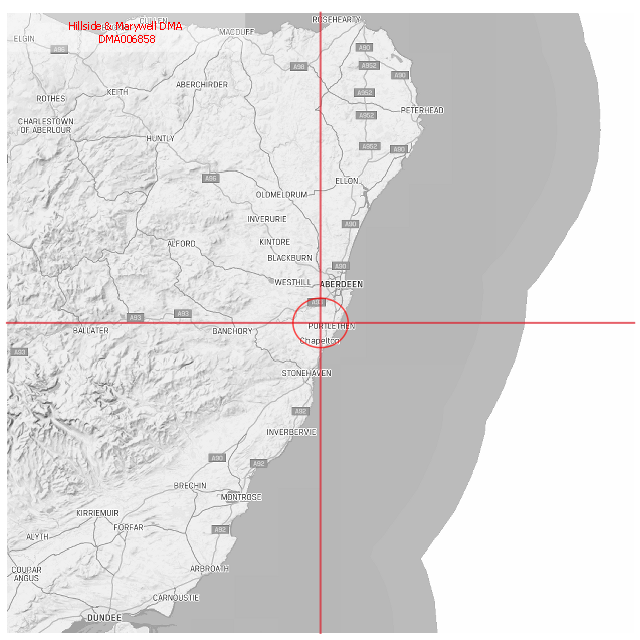 Hillside & Marywell DMA
DMA006858
ROSEHEARTY
ELGIN
MACDUFF
A96
A90
A98
A952
A90
KEITH
ABERCHIRDER
ROTHES
A952
PETERHEAD
A952
CHARLESTOWN
OF ABERLOUR
HUNTLY
A952
A90
A96
ELLON
OLDMELDRUM
INVERURIE
A90
ALFORD
KINTORE
BLACKBURN
A90
WESTHILL
ABERDEEN
A93
A93
PORTLETHEN
BALLATER
BANCHORY
Chapelton
A93
STONEHAVEN
A92
INVERBERVIE
A90
A92
BRECHIN
MONTROSE
KIRRIEMUIR
FORFAR
A92
ALYTH
COUPAR
ANGUS
ARBROATH
CARNOUSTIE
DUNDEE